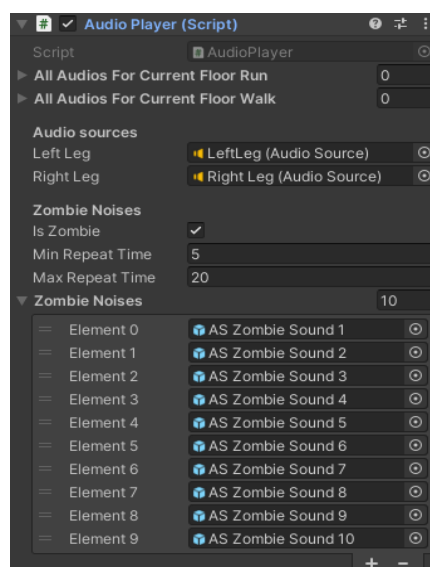 Audio Player (Script)
Script AudioPlayer
All Audios For Current Floor Run 0
All Audios For Current Floor Walk 0
Audio sources
Left Leg LeftLeg (Audio Source)
Right Leg Right Leg (Audio Source)
Zombie Noises
Is Zombie
Min Repeat Time 5
Max Repeat Time 20
Zombie Noises 10
Element 0 AS Zombie Sound 1
Element 1 AS Zombie Sound 2
Element 2 AS Zombie Sound 3
Element 3 AS Zombie Sound 4
Element 4 AS Zombie Sound 5
Element 5 AS Zombie Sound 6
Element 6 AS Zombie Sound 7
Element 7 AS Zombie Sound 8
Element 8 AS Zombie Sound 9
Element 9 AS Zombie Sound 10